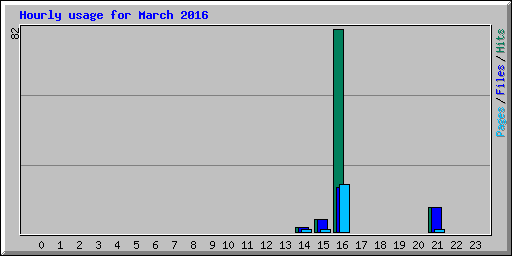 Hourly usage for March 2016
82
Pages / Files / Hits
0 1 2 3 4 5 6 7 8 9 10 11 12 13 14 15 16 17 18 19 20 21 22 23